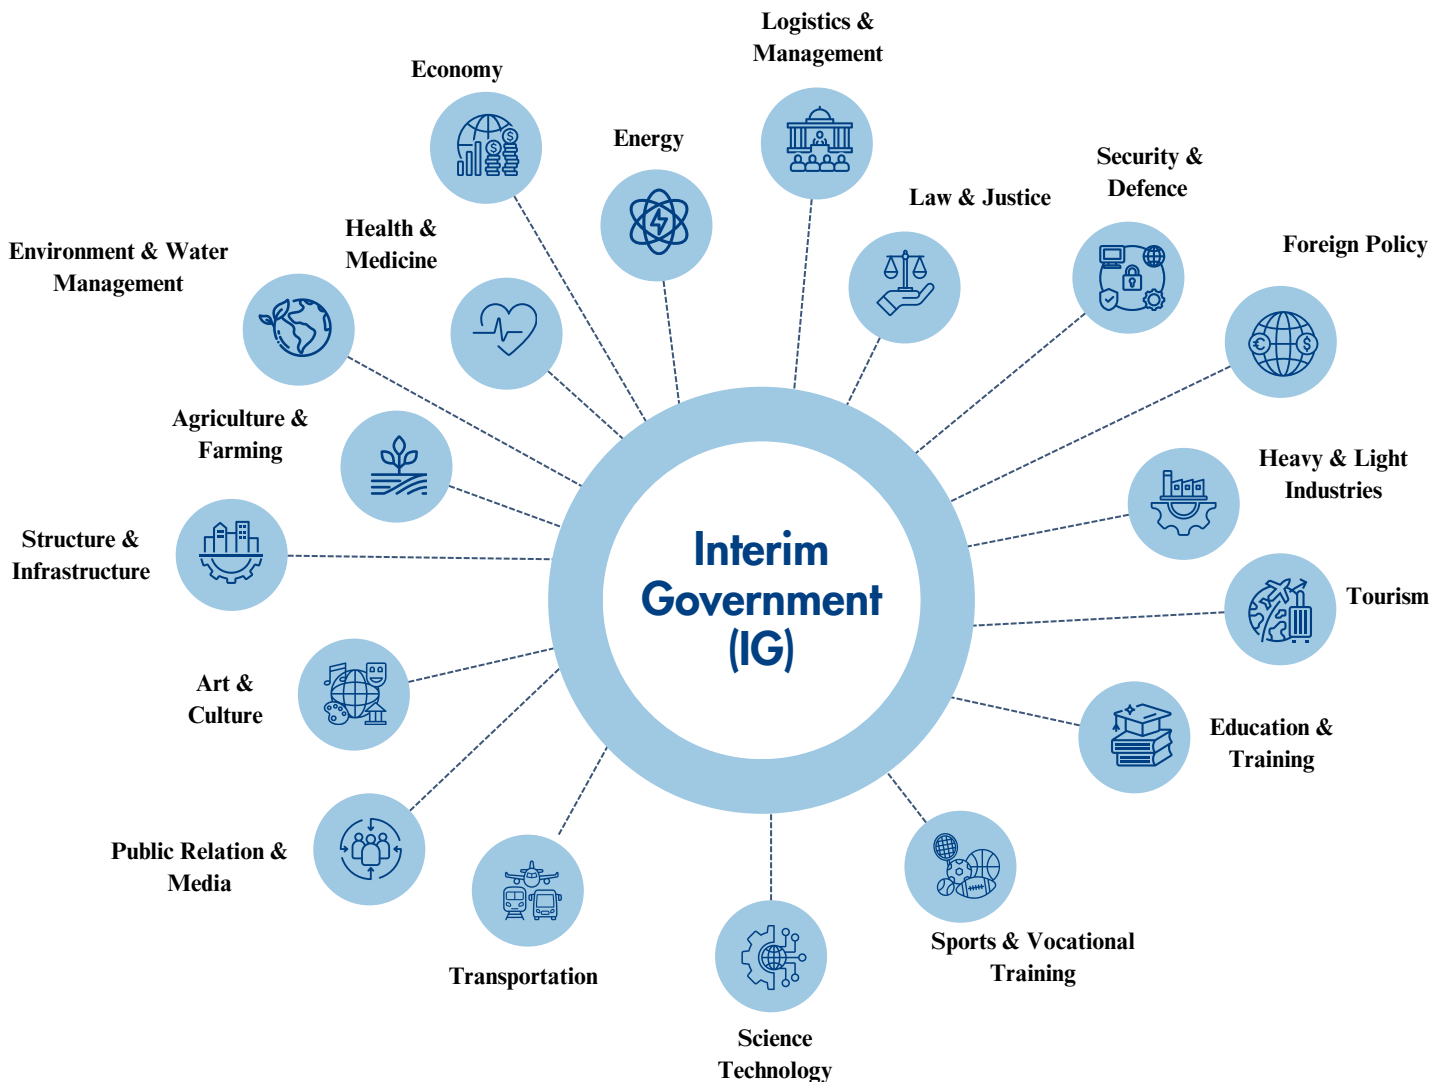 Logistics &
Management
Economy
Energy
Security &
Defence
Law & Justice
Health &
Medicine
Foreign Policy
Environment & Water
Management
Agriculture &
Farming
Heavy & Light
Industries
Structure &
Infrastructure
Interim
Government
(IG)
Tourism
Art &
Culture
Education &
Training
Public Relation &
Media
Sports & Vocational
Training
Transportation
Science
Technology